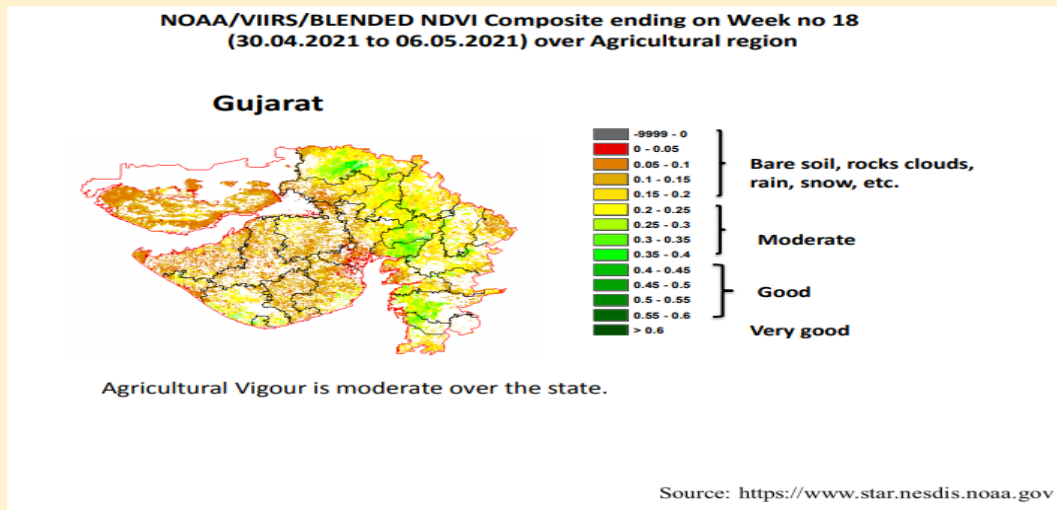 NOAA/VIIRS/BLENDED NDVI Composite ending on Week no 18
(30.04.2021 to 06.05.2021) over Agricultural region
Gujarat
-9999 - 0
0 - 0.05
0.05 - 0.1
0.1 - 0.15
0.15 - 0.2
0.2 - 0.25
0.25 - 0.3
0.3 - 0.35
0.35 - 0.4
0.4 - 0.45
0.45 - 0.5
0.5 - 0.55
0.55 - 0.6
> 0.6
Bare soil, rocks clouds,
rain, snow, etc.
Moderate
Good
Very good
Agricultural Vigour is moderate over the state.
Source: https://www.star.nesdis.noaa.gov